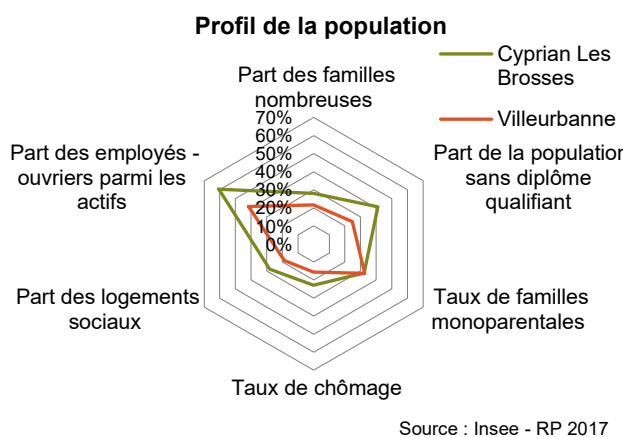 Profil de la population
Cyprian Les
Brosses
Villeurbanne
Part des familles
nombreuses
70%
60%
50%
40%
30%
20%
10%
0%
Part de la population
sans diplôme
qualifiant
Taux de familles
monoparentales
Taux de chômage
Part des logements
sociaux
Part des employés -
ouvriers parmi les
actifs
Source : Insee - RP 2017